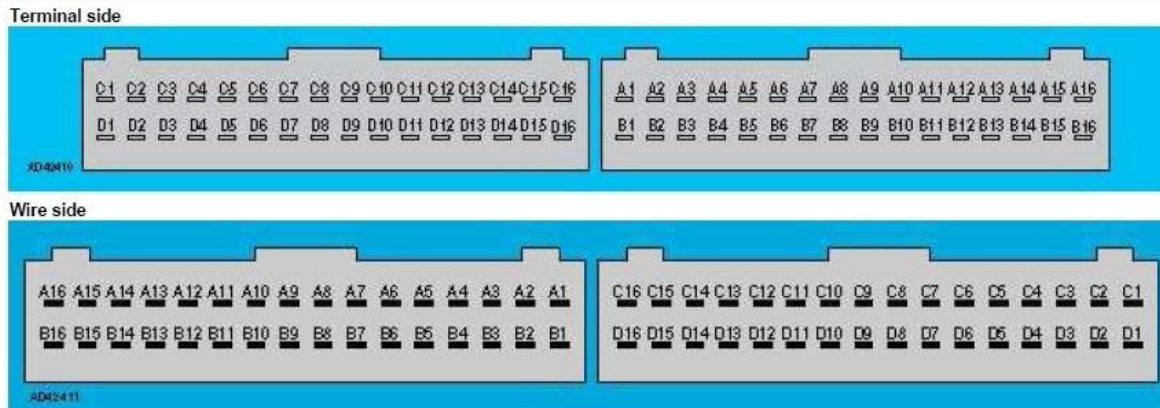 Terminal side
C1 C2 C3 C4 C5 C6 C7 C8 C9 C10 C11 C12 C13 C14 C15 C16 A1 A2 A3 A4 A5 A6 A7 A8 A9 A10 A11 A12 A13 A14 A15 A16
D1 D2 D3 D4 D5 D6 D7 D8 D9 D10 D11 D12 D13 D14 D15 D16 B1 B2 B3 B4 B5 B6 B7 B8 B9 B10 B11 B12 B13 B14 B15 B16
AD42410
Wire side
A16 A15 A14 A13 A12 A11 A10 A9 A8 A7 A6 A5 A4 A3 A2 A1 C16 C15 C14 C13 C12 C11 C10 C9 C8 C7 C6 C5 C4 C3 C2 C1
B16 B15 B14 B13 B12 B11 B10 B9 B8 B7 B6 B5 B4 B3 B2 B1 D16 D15 D14 D13 D12 D11 D10 D9 D8 D7 D6 D5 D4 D3 D2 D1
AD42411